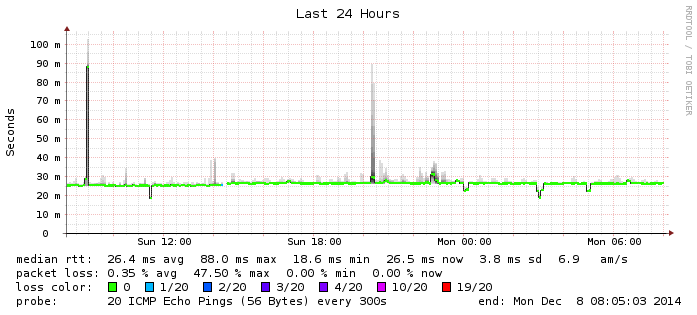 Last 24 Hours
RRDTOOL / TOBI OETIKER
Seconds
100 m
90 m
80 m
70 m
60 m
50 m
40 m
30 m
20 m
10 m
0
Sun 12:00 Sun 18:00 Mon 00:00 Mon 06:00
median rtt: 26.4 ms avg 88.0 ms max 18.6 ms min 26.5 ms now 3.8 ms sd 6.9 am/s
packet loss: 0.35 % avg 47.50 % max 0.00 % min 0.00 % now
loss color: 0 1/20 2/20 3/20 4/20 10/20 19/20
probe: 20 ICMP Echo Pings (56 Bytes) every 300s end: Mon Dec 8 08:05:03 2014